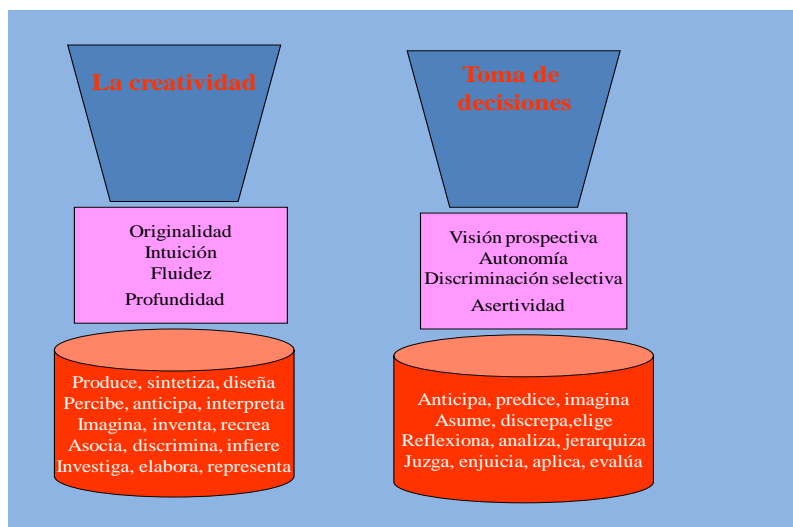 La creatividad
Originalidad
Intuición
Fluidez
Profundidad
Produce, sintetiza, diseña
Percibe, anticipa, interpreta
Imagina, inventa, recrea
Asocia, discrimina, infiere
Investiga, elabora, representa
Toma de
decisiones
Visión prospectiva
Autonomía
Discriminación selectiva
Asertividad
Anticipa, predice, imagina
Asume, discrepa,elige
Reflexiona, analiza, jerarquiza
Juzga, enjuicia, aplica, evalúa